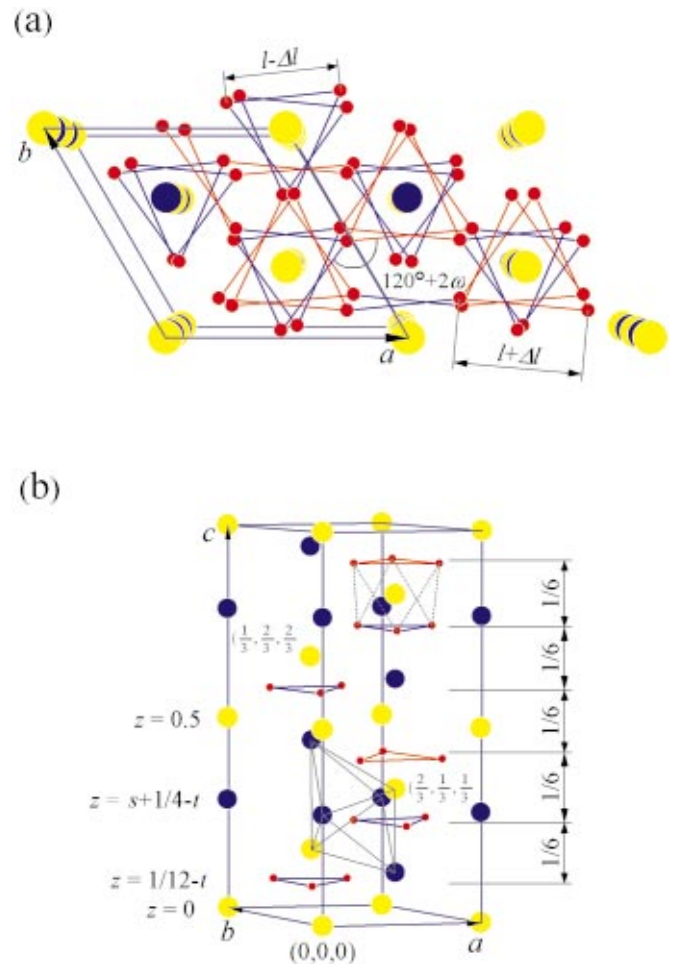 (a)
l-Δl
b
120°+2ω
a
l+Δl
(b)
c
1/6
(1/3, 2/3, 2/3
1/6
z = 0.5
1/6
z = s+1/4-t
(2/3, 1/3, 1/3
1/6
z = 1/12-t
1/6
z = 0
b
a
(0,0,0)